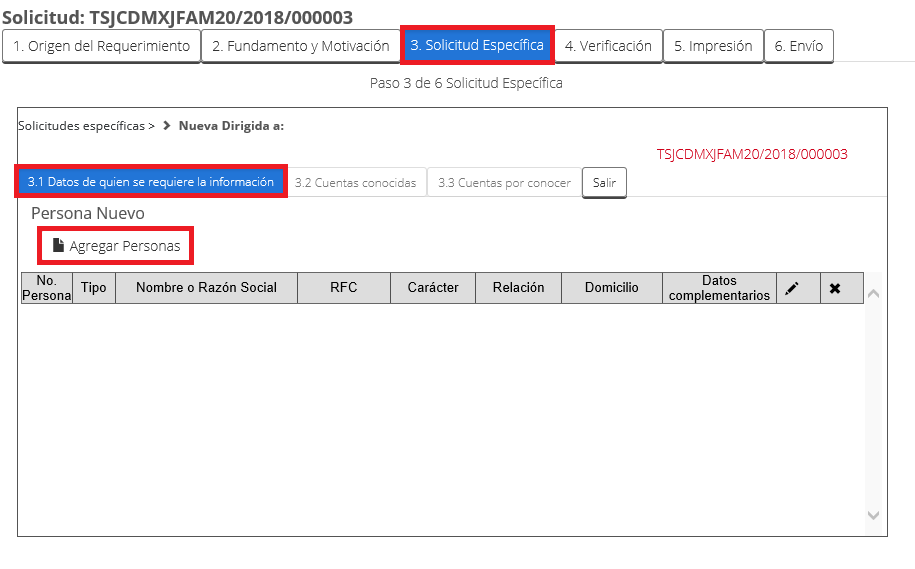 Solicitud: TSJCDMXJFAM20/2018/000003
1. Origen del Requerimiento 2. Fundamento y Motivación 3. Solicitud Específica 4. Verificación 5. Impresión 6. Envío
Paso 3 de 6 Solicitud Específica
Solicitudes específicas > Nueva Dirigida a:
TSJCDMXJFAM20/2018/000003
3.1 Datos de quien se requiere la información 3.2 Cuentas conocidas 3.3 Cuentas por conocer Salir
Persona Nuevo
Agregar Personas
No. Persona Tipo Nombre o Razón Social RFC Carácter Relación Domicilio Datos complementarios